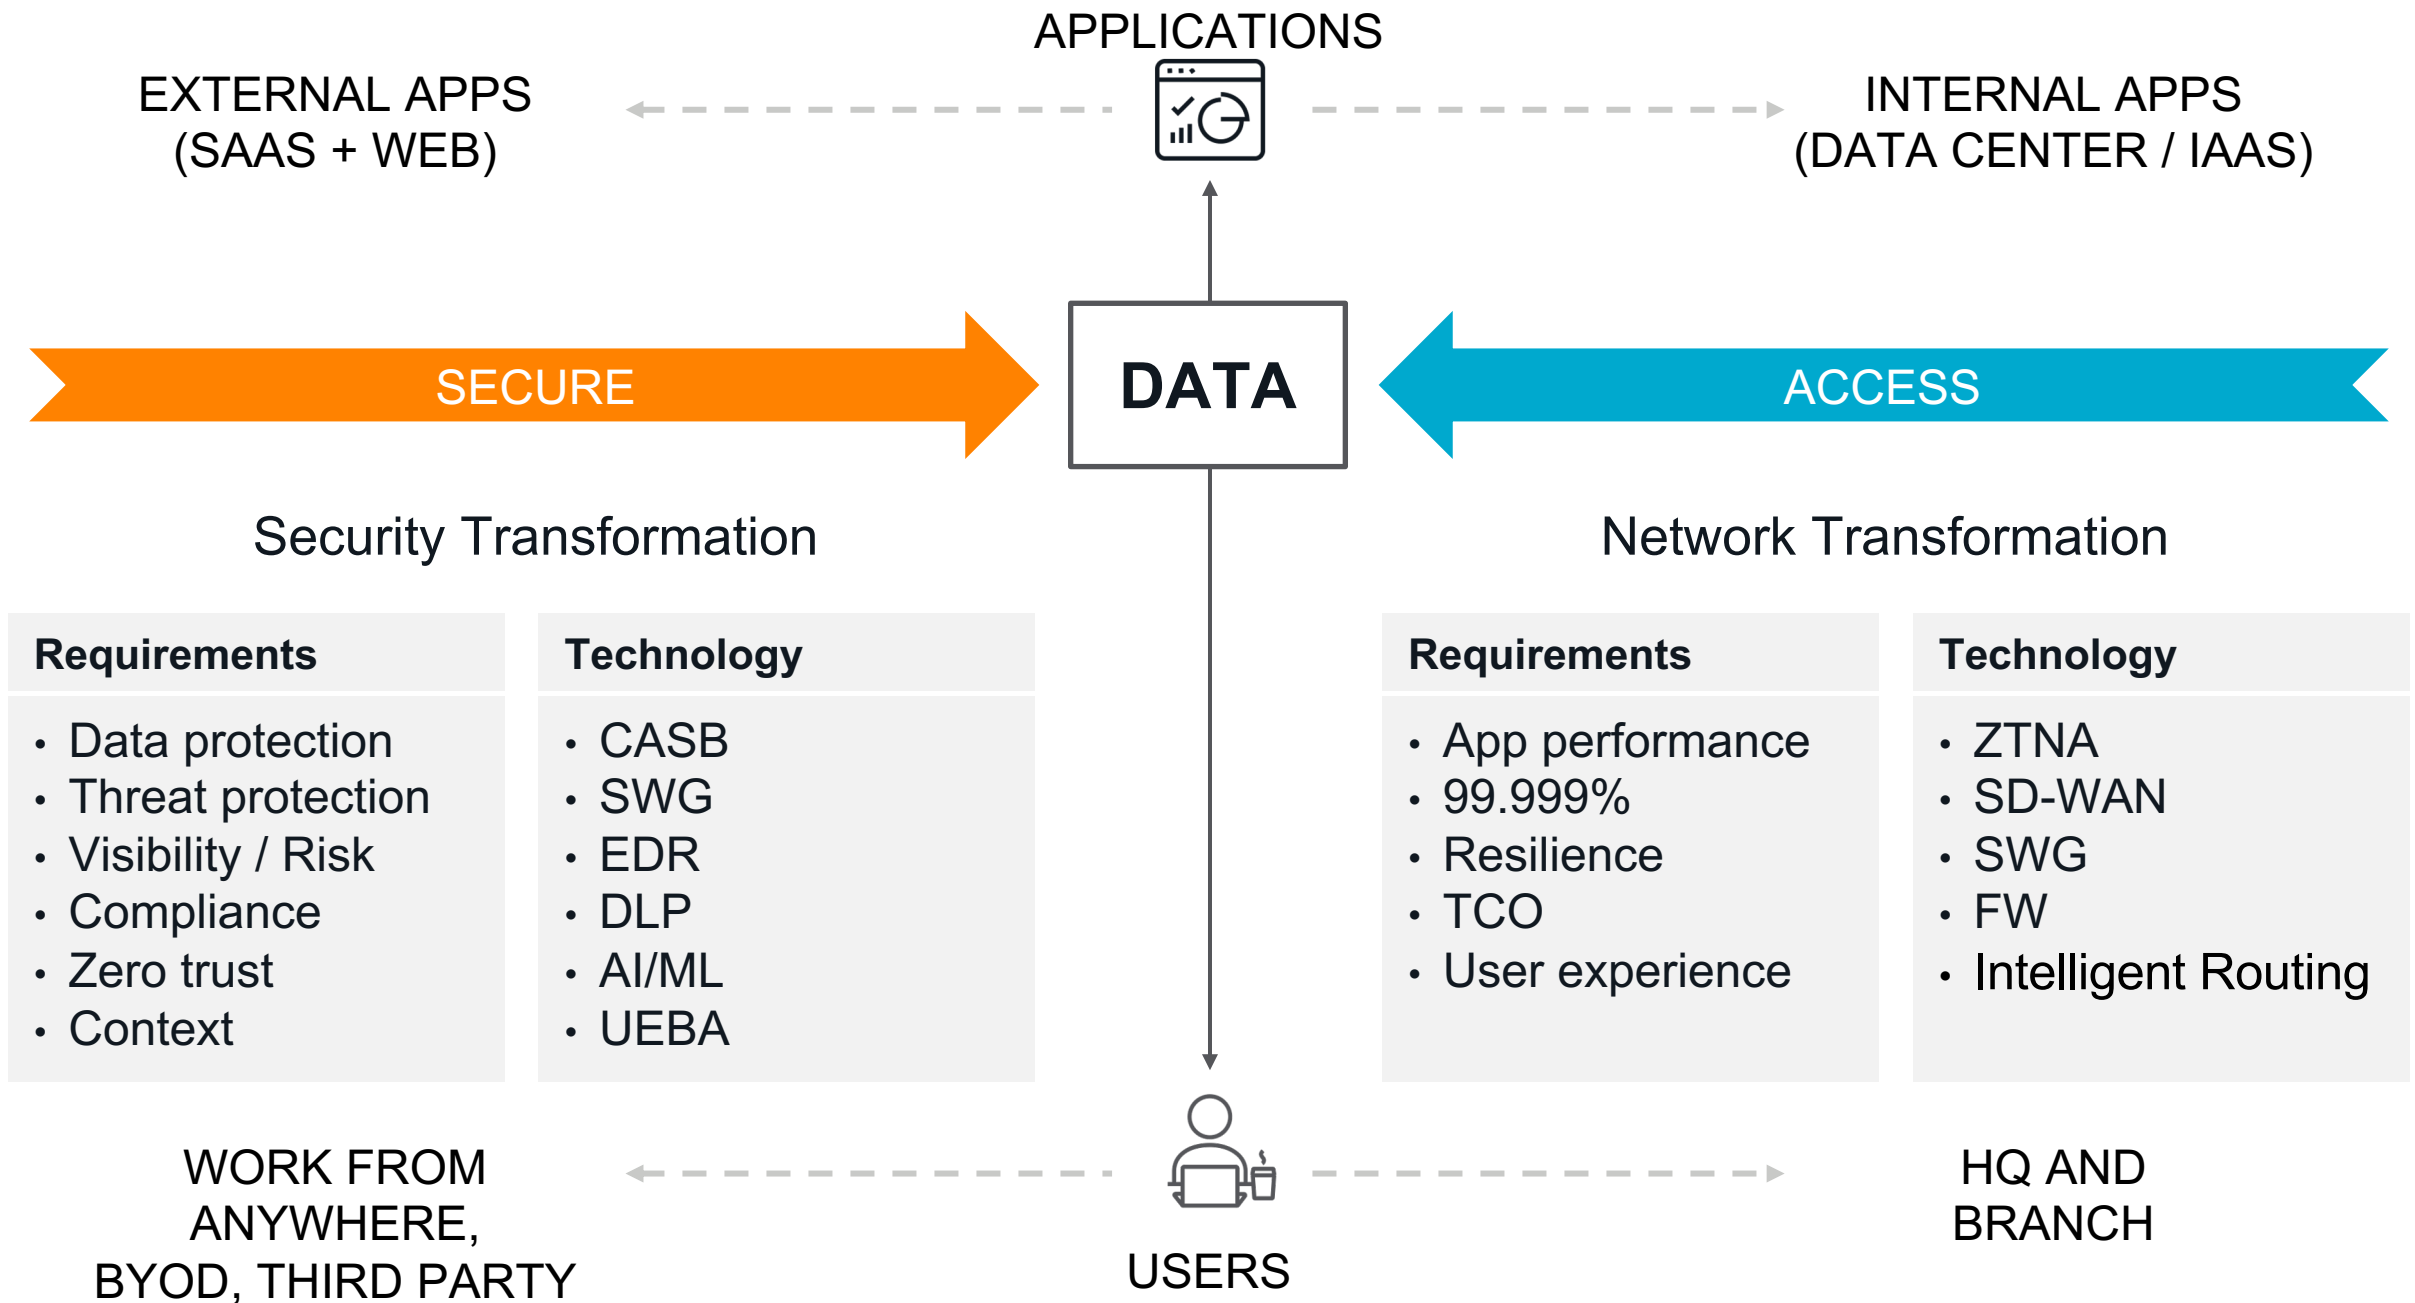 APPLICATIONS
EXTERNAL APPS
(SAAS + WEB)
INTERNAL APPS
(DATA CENTER / IAAS)
SECURE
DATA
ACCESS
Security Transformation
Network Transformation
Requirements
• Data protection
• Threat protection
• Visibility / Risk
• Compliance
• Zero trust
• Context
Technology
• CASB
• SWG
• EDR
• DLP
• AI/ML
• UEBA
Requirements
• App performance
• 99.999%
• Resilience
• TCO
• User experience
Technology
• ZTNA
• SD-WAN
• SWG
• FW
• Intelligent Routing
WORK FROM
ANYWHERE,
BYOD, THIRD PARTY
USERS
HQ AND
BRANCH